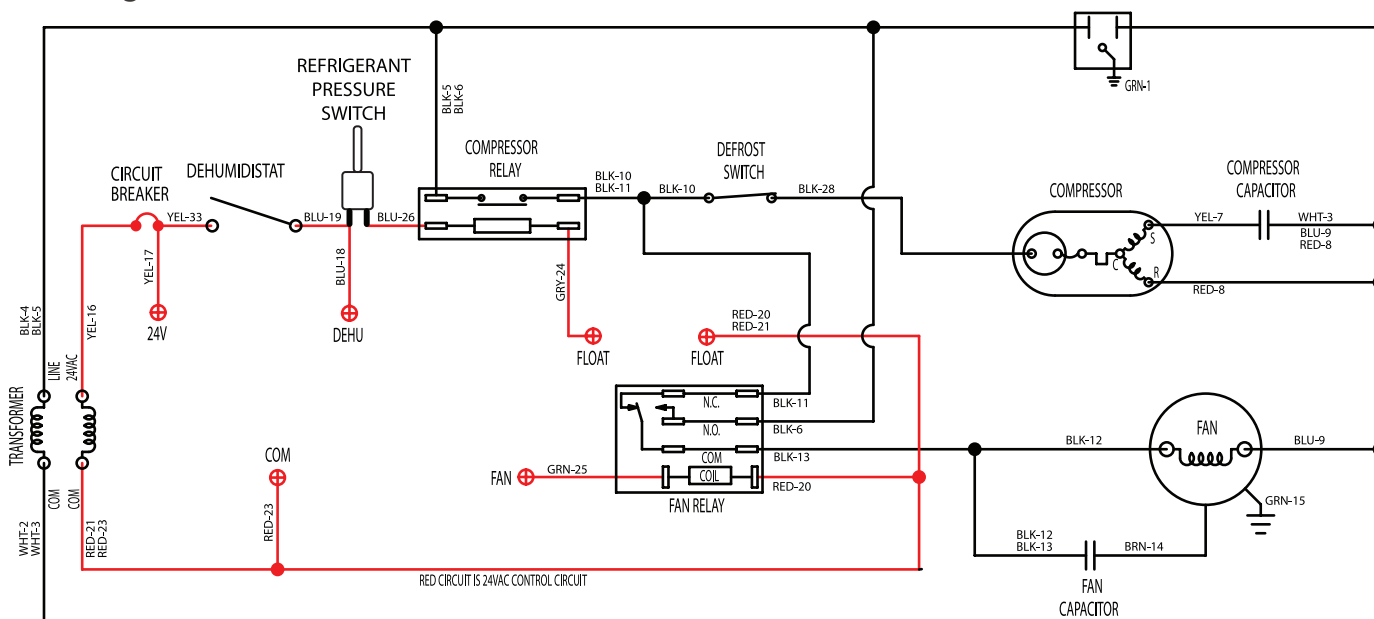 GRN-1
REFRIGERANT
PRESSURE
SWITCH
BLK-5
BLK-6
CIRCUIT
BREAKER
DEHUMIDISTAT
COMPRESSOR
RELAY
DEFROST
SWITCH
COMPRESSOR
COMPRESSOR
CAPACITOR
BLK-10
BLK-11
BLK-10
BLK-28
YEL-33
BLU-19
BLU-26
YEL-7
WHT-3
BLU-9
RED-8
S
C
R
RED-8
YEL-17
BLU-18
GRY-24
BLK-4
BLK-5
YEL-16
24V
DEHU
FLOAT
RED-20
RED-21
FLOAT
LINE
24VAC
TRANSFORMER
COM
COM
WHT-2
WHT-3
RED-21
RED-23
N.C.
BLK-11
N.O.
BLK-6
COM
BLK-13
COIL
RED-20
FAN RELAY
FAN
GRN-25
COM
RED-23
BLK-12
FAN
BLU-9
GRN-15
BLK-12
BLK-13
BRN-14
FAN
CAPACITOR
RED CIRCUIT IS 24VAC CONTROL CIRCUIT